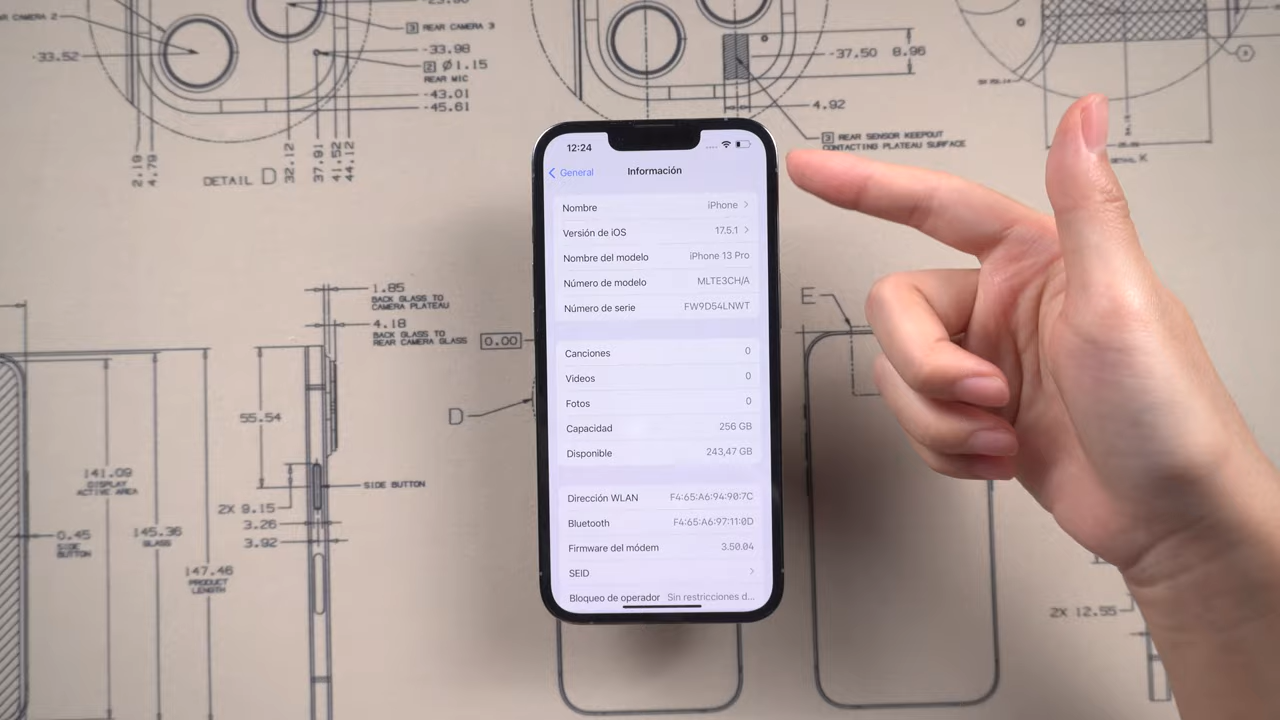 REAR CAMERA 2
-33.52
2.19
4.79
DETAIL D
32.12
37.91
41.52
44.12
3 REAR CAMERA 3
-33.98
2 Ø1.15
REAR MIC
-43.01
-45.61
-37.50
8.96
4.92
3 REAR SENSOR KEEPOUT
CONTACTING PLATEAU SURFACE
DETAIL K
12:24
General
Información
Nombre iPhone
Versión de iOS 17.5.1
Nombre del modelo iPhone 13 Pro
Número de modelo MLTE3CH/A
Número de serie FW9D54LNWT
Canciones 0
Videos 0
Fotos 0
Capacidad 256 GB
Disponible 243,47 GB
Dirección WLAN F4:65:A6:94:90:7C
Bluetooth F4:65:A6:97:11:0D
Firmware del módem 3.50.04
SEID
Bloqueo de operador Sin restricciones d...
1.85
BACK GLASS TO
CAMERA PLATEAU
4.18
BACK GLASS TO
REAR CAMERA GLASS
0.00
E
D
55.54
SIDE BUTTON
2X 9.15
3.26
3.92
141.09
DISPLAY
ACTIVE AREA
0.45
SIDE
BUTTON
145.36
GLASS
147.46
PRODUCT
LENGTH
2X 12.55